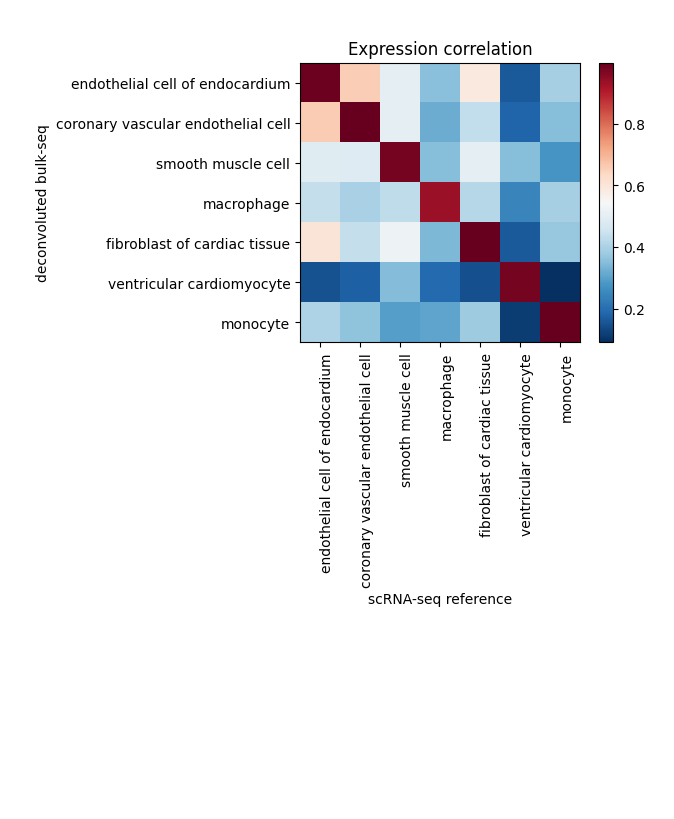 Expression correlation
deconvoluted bulk-seq
endothelial cell of endocardium
coronary vascular endothelial cell
smooth muscle cell
macrophage
fibroblast of cardiac tissue
ventricular cardiomyocyte
monocyte
0.8
0.6
0.4
0.2
endothelial cell of endocardium
coronary vascular endothelial cell
smooth muscle cell
macrophage
fibroblast of cardiac tissue
ventricular cardiomyocyte
monocyte
scRNA-seq reference